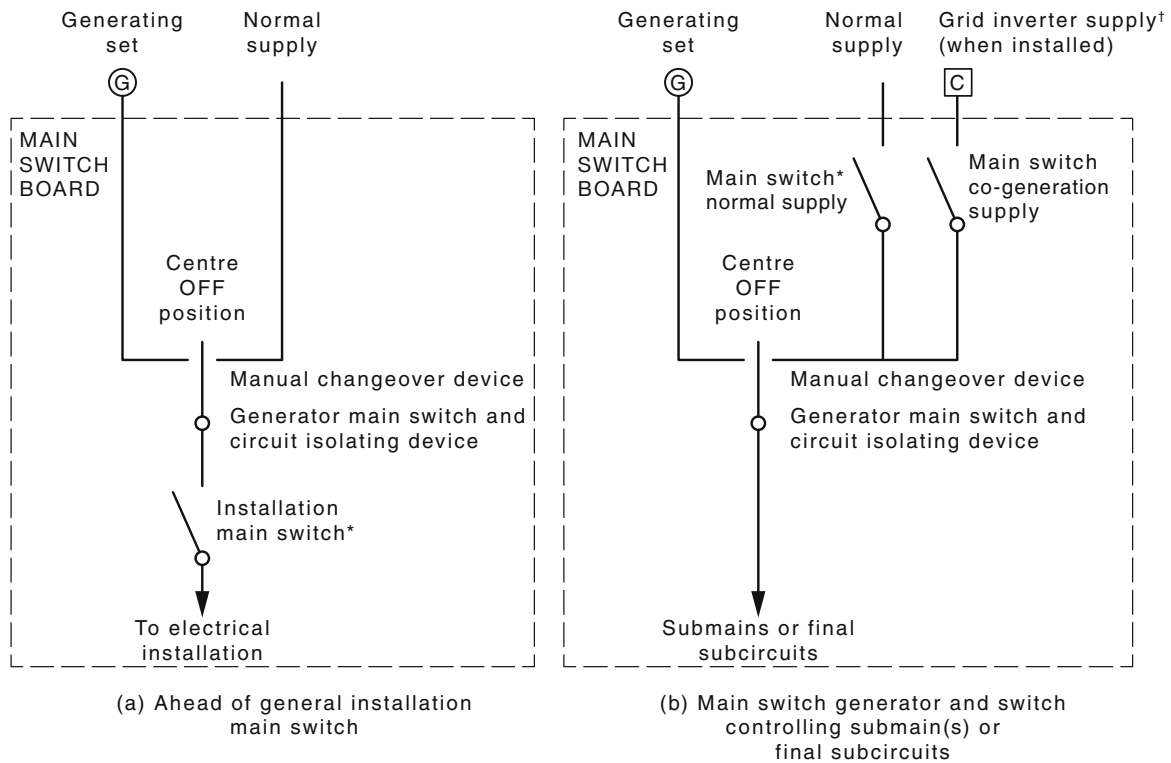 Generating
set
G
Normal
supply
MAIN
SWITCH
BOARD
Centre
OFF
position
Manual changeover device
Generator main switch and
circuit isolating device
Installation
main switch*
To electrical
installation
(a) Ahead of general installation
main switch
Generating
set
G
Normal
supply
Grid inverter supply†
(when installed)
C
MAIN
SWITCH
BOARD
Main switch*
normal supply
Main switch
co-generation
supply
Centre
OFF
position
Manual changeover device
Generator main switch and
circuit isolating device
Submains or final
subcircuits
(b) Main switch generator and switch
controlling submain(s) or
final subcircuits